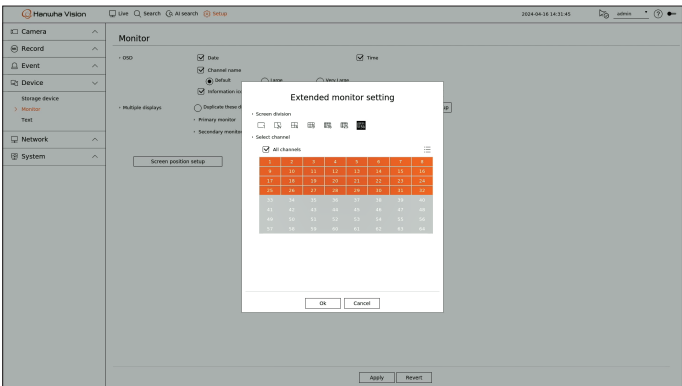 Hanwha Vision
Live Search AI search Setup
2024-04-16 14:31:45
admin
?
Camera
Record
Event
Device
Storage device
> Monitor
Text
Network
System
Monitor
• OSD
Date
Time
Channel name
Default Large Very Large
Information ico
• Multiple displays
Duplicate these d
up
• Primary monitor
• Secondary monitor
Screen position setup
Extended monitor setting
• Screen division
• Select channel
All channels
1 2 3 4 5 6 7 8
9 10 11 12 13 14 15 16
17 18 19 20 21 22 23 24
25 26 27 28 29 30 31 32
33 34 35 36 37 38 39 40
41 42 43 44 45 46 47 48
49 50 51 52 53 54 55 56
57 58 59 60 61 62 63 64
Ok Cancel
Apply Revert